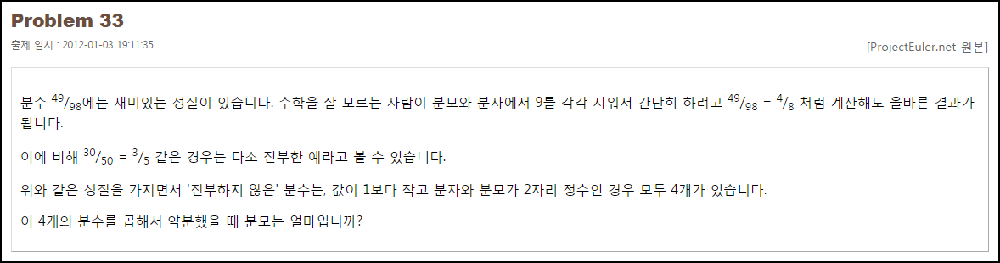 Problem 33
출제 일시 : 2012-01-03 19:11:35
[ProjectEuler.net 원본]
분수 49/98에는 재미있는 성질이 있습니다. 수학을 잘 모르는 사람이 분모와 분자에서 9를 각각 지워서 간단히 하려고 49/98 = 4/8 처럼 계산해도 올바른 결과가
됩니다.
이에 비해 30/50 = 3/5 같은 경우는 다소 진부한 예라고 볼 수 있습니다.
위와 같은 성질을 가지면서 '진부하지 않은' 분수는, 값이 1보다 작고 분자와 분모가 2자리 정수인 경우 모두 4개가 있습니다.
이 4개의 분수를 곱해서 약분했을 때 분모는 얼마입니까?